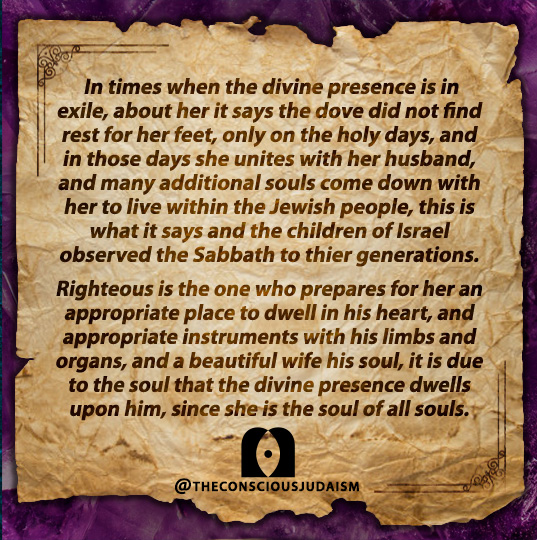 In times when the divine presence is in
exile, about her it says the dove did not find
rest for her feet, only on the holy days, and
in those days she unites with her husband,
and many additional souls come down with
her to live within the Jewish people, this is
what it says and the children of Israel
observed the Sabbath to thier generations.
Righteous is the one who prepares for her an
appropriate place to dwell in his heart, and
appropriate instruments with his limbs and
organs, and a beautiful wife his soul, it is due
to the soul that the divine presence dwells
upon him, since she is the soul of all souls.
@THECONSCIOUSJUDAISM